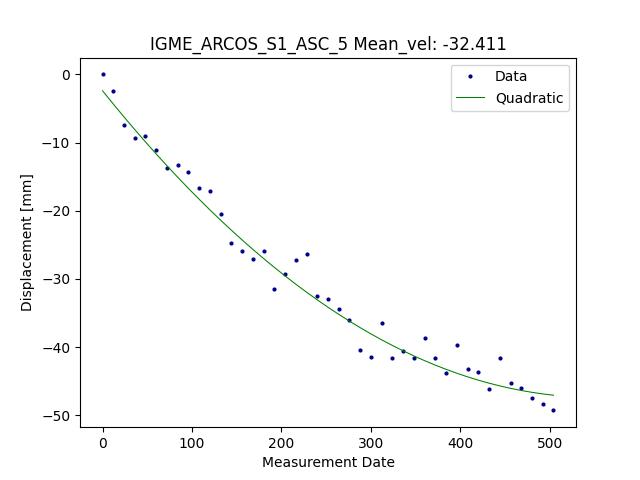 IGME_ARCOS_S1_ASC_5 Mean_vel: -32.411
Data
Quadratic
0
−10
−20
−30
−40
−50
Displacement [mm]
0 100 200 300 400 500
Measurement Date